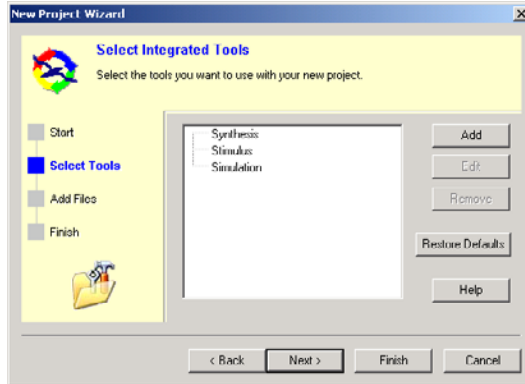 New Project Wizard
Select Integrated Tools
Select the tools you want to use with your new project.
Start
Select Tools
Add Files
Finish
Synthesis
Stimulus
Simulation
Add
Edit
Remove
Restore Defaults
Help
< Back
Next >
Finish
Cancel